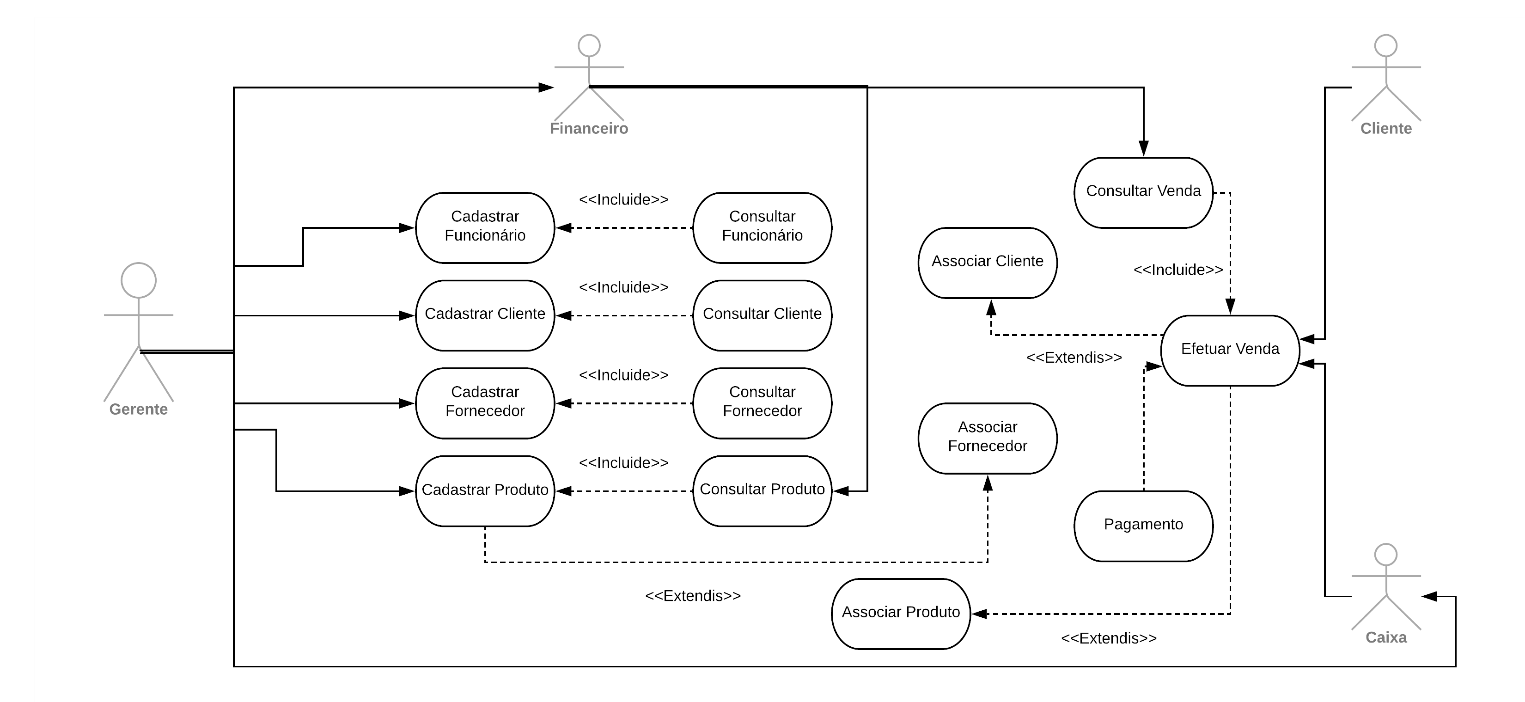 Financeiro
Cliente
Consultar Venda
<<Incluide>>
Cadastrar
Funcionário
Consultar
Funcionário
Associar Cliente
<<Incluide>>
<<Incluide>>
Cadastrar Cliente
Consultar Cliente
Efetuar Venda
<<Extendis>>
Gerente
<<Incluide>>
Cadastrar
Fornecedor
Consultar
Fornecedor
Associar
Fornecedor
<<Incluide>>
Cadastrar Produto
Consultar Produto
Pagamento
<<Extendis>>
Associar Produto
<<Extendis>>
Caixa